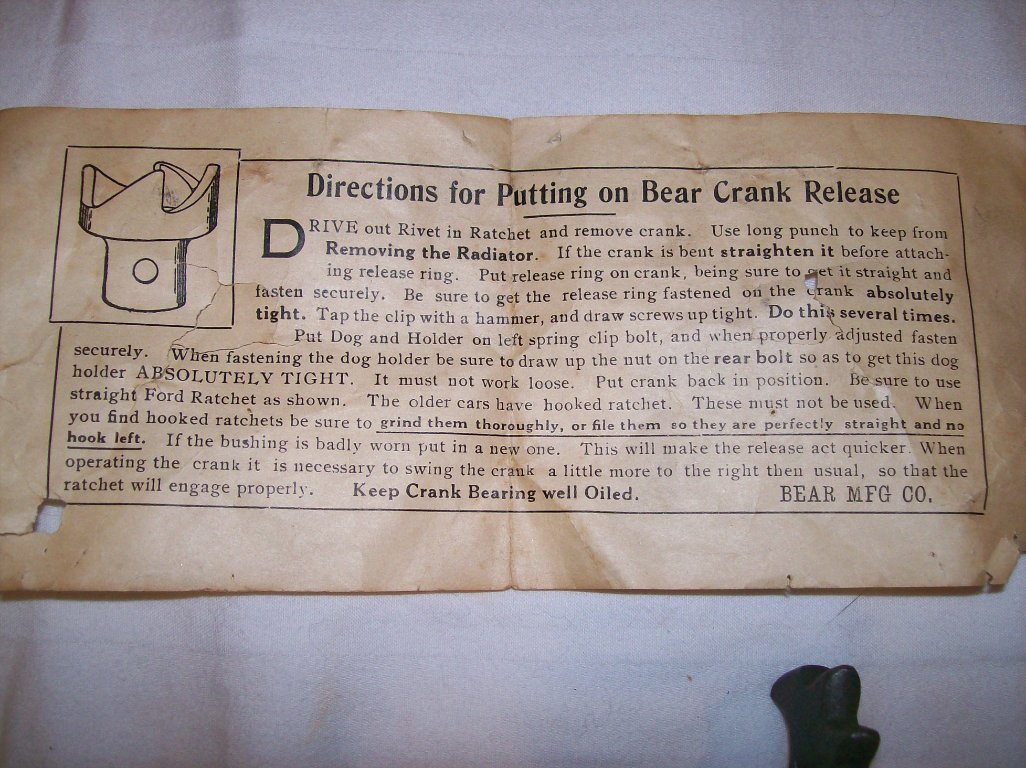 Directions for Putting on Bear Crank Release
DRIVE out Rivet in Ratchet and remove crank. Use long punch to keep from
Removing the Radiator. If the crank is bent straighten it before attach-
ing release ring. Put release ring on crank, being sure to get it straight and
fasten securely. Be sure to get the release ring fastened on the crank absolutely
tight. Tap the clip with a hammer, and draw screws up tight. Do this several times.
Put Dog and Holder on left spring clip bolt, and when properly adjusted fasten
securely. When fastening the dog holder be sure to draw up the nut on the rear bolt so as to get this dog
holder ABSOLUTELY TIGHT. It must not work loose. Put crank back in position. Be sure to use
straight Ford Ratchet as shown. The older cars have hooked ratchet. These must not be used. When
you find hooked ratchets be sure to grind them thoroughly, or file them so they are perfectly straight and no
hook left. If the bushing is badly worn put in a new one. This will make the release act quicker. When
operating the crank it is necessary to swing the crank a little more to the right then usual, so that the
ratchet will engage properly. Keep Crank Bearing well Oiled. BEAR MFG CO.